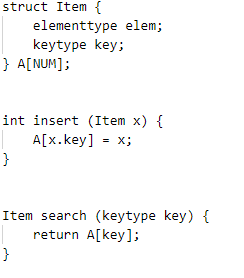 struct Item {
    elementtype elem;
    keytype key;
} A[NUM];
int insert (Item x) {
    A[x.key] = x;
}
Item search (keytype key) {
    return A[key];
}